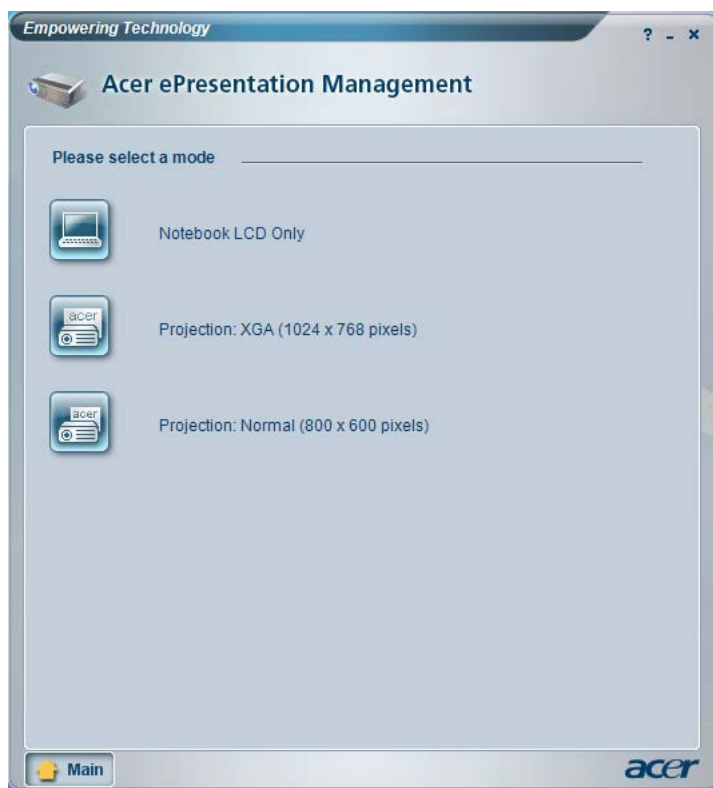 Empowering Technology
? - x
Acer ePresentation Management
Please select a mode
Notebook LCD Only
acer
Projection: XGA (1024 x 768 pixels)
acer
Projection: Normal (800 x 600 pixels)
Main
acer